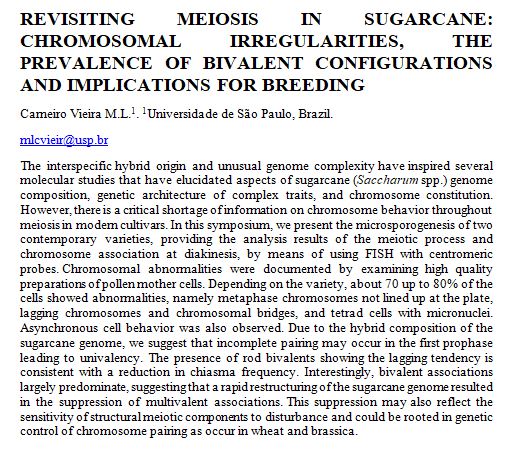 REVISITING MEIOSIS IN SUGARCANE:
CHROMOSOMAL IRREGULARITIES, THE
PREVALENCE OF BIVALENT CONFIGURATIONS
AND IMPLICATIONS FOR BREEDING
Carneiro Vieira M.L.¹. ¹Universidade de São Paulo, Brazil.
mlcvieir@usp.br
The interspecific hybrid origin and unusual genome complexity have inspired several
molecular studies that have elucidated aspects of sugarcane (Saccharum spp.) genome
composition, genetic architecture of complex traits, and chromosome constitution.
However, there is a critical shortage of information on chromosome behavior throughout
meiosis in modern cultivars. In this symposium, we present the microsporogenesis of two
contemporary varieties, providing the analysis results of the meiotic process and
chromosome association at diakinesis, by means of using FISH with centromeric
probes. Chromosomal abnormalities were documented by examining high quality
preparations of pollen mother cells. Depending on the variety, about 70 up to 80% of the
cells showed abnormalities, namely metaphase chromosomes not lined up at the plate,
lagging chromosomes and chromosomal bridges, and tetrad cells with micronuclei.
Asynchronous cell behavior was also observed. Due to the hybrid composition of the
sugarcane genome, we suggest that incomplete pairing may occur in the first prophase
leading to univalency. The presence of rod bivalents showing the lagging tendency is
consistent with a reduction in chiasma frequency. Interestingly, bivalent associations
largely predominate, suggesting that a rapid restructuring of the sugarcane genome resulted
in the suppression of multivalent associations. This suppression may also reflect the
sensitivity of structural meiotic components to disturbance and could be rooted in genetic
control of chromosome pairing as occur in wheat and brassica.